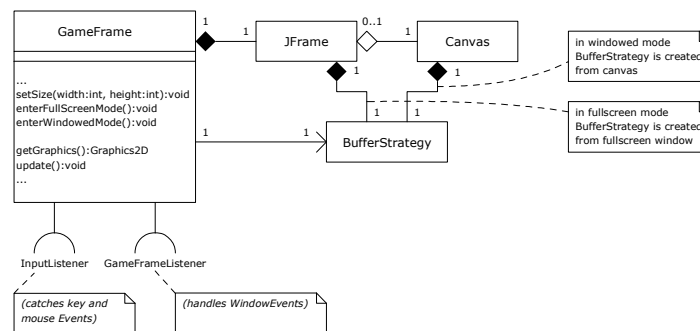 GameFrame
...
setSize(width:int, height:int):void
enterFullScreenMode():void
enterWindowedMode():void
getGraphics():Graphics2D
update():void
...
1
1
JFrame
0..1
1
Canvas
1
1
1
1
BufferStrategy
1
1
in windowed mode
BufferStrategy is created
from canvas
in fullscreen mode
BufferStrategy is created
from fullscreen window
InputListener
GameFrameListener
(catches key and
mouse Events)
(handles WindowEvents)